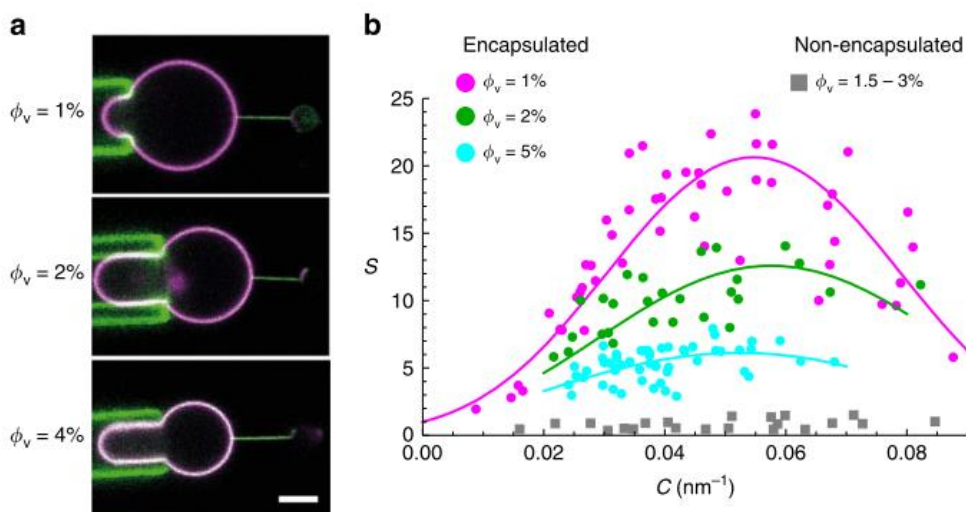 a
ϕv = 1%
ϕv = 2%
ϕv = 4%
b
Encapsulated
ϕv = 1%
ϕv = 2%
ϕv = 5%
Non-encapsulated
ϕv = 1.5 – 3%
25
20
15
10
5
0
S
0.00 0.02 0.04 0.06 0.08
C (nm⁻¹)